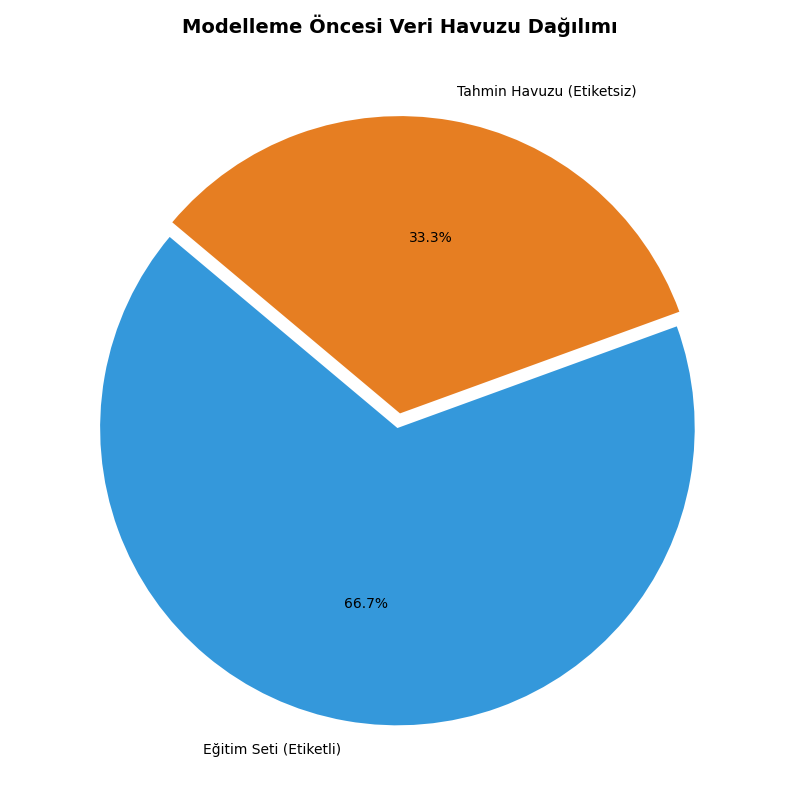 Modelleme Öncesi Veri Havuzu Dağılımı
Tahmin Havuzu (Etiketsiz)
33.3%
66.7%
Eğitim Seti (Etiketli)